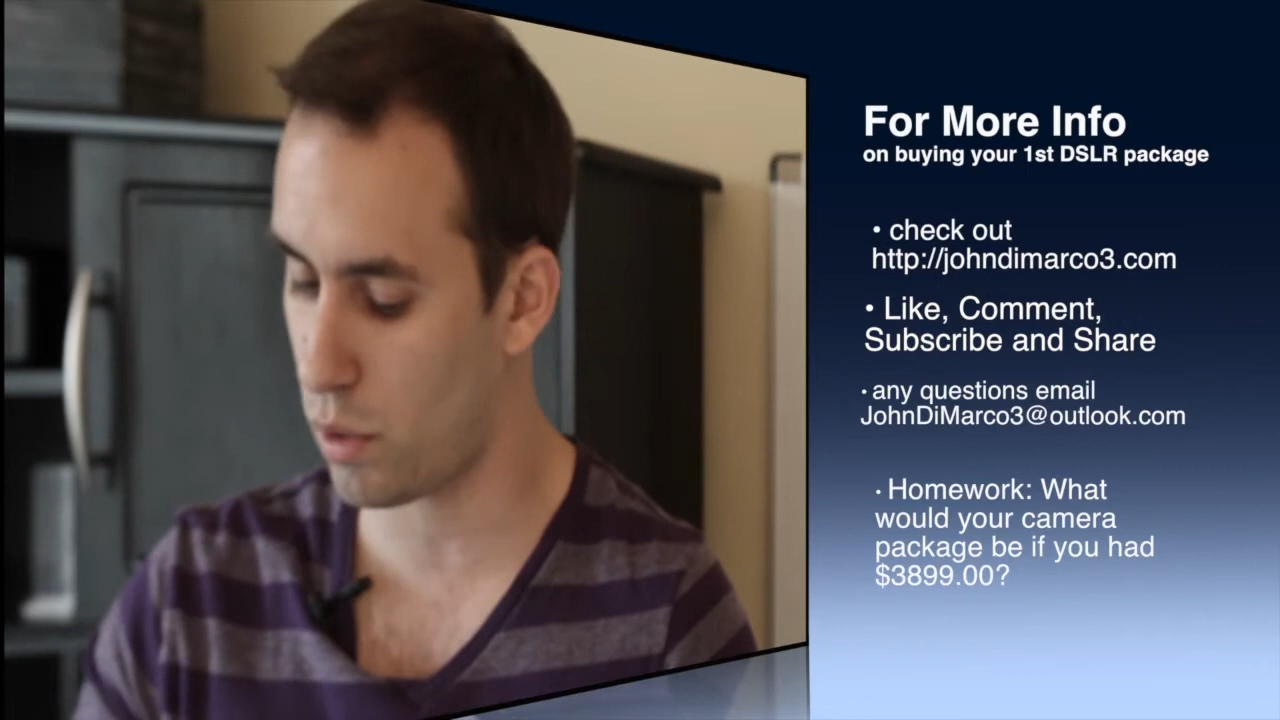 For More Info
on buying your 1st DSLR package
• check out
http://johndimarco3.com
• Like, Comment,
Subscribe and Share
• any questions email
JohnDiMarco3@outlook.com
• Homework: What
would your camera
package be if you had
$3899.00?